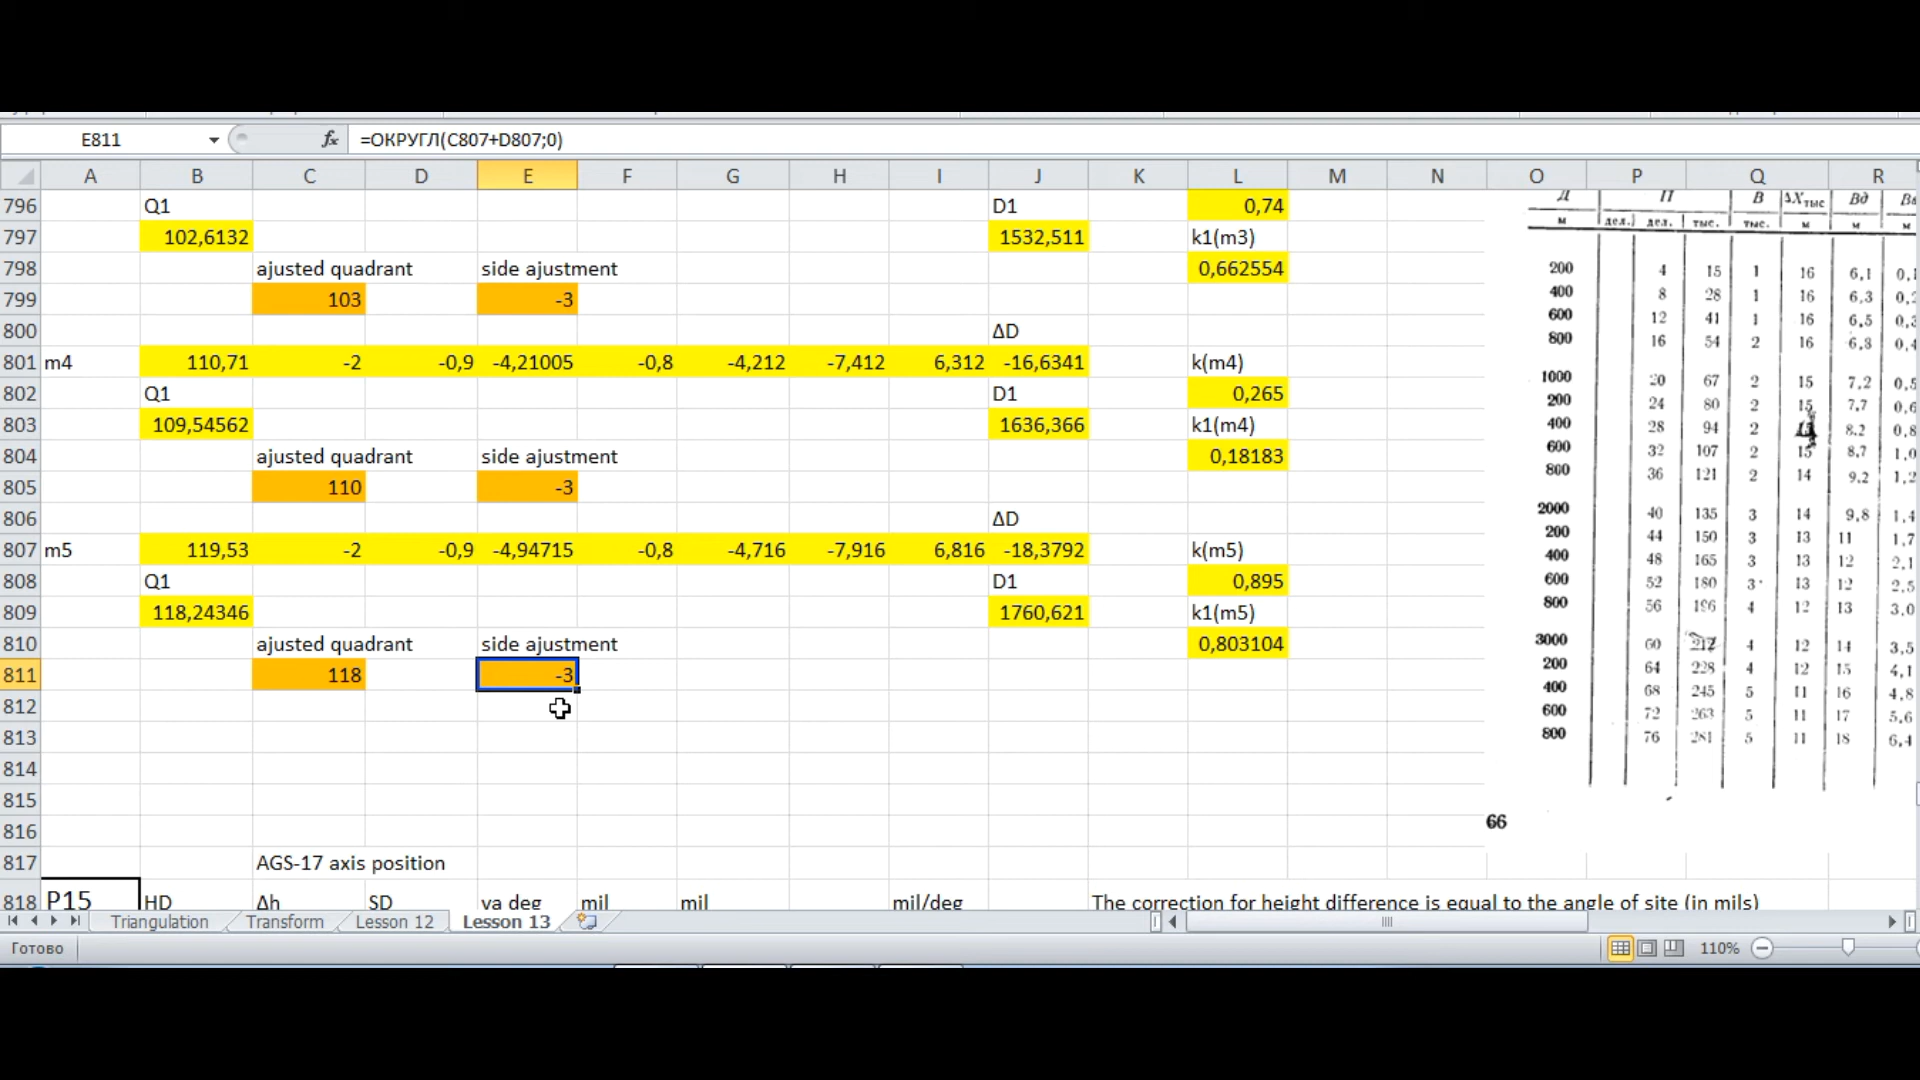 E811 fx =ОКРУГЛ(C807+D807;0)
A B C D E F G H I J K L M N O P Q R
796 Q1 D1 0,74
797 102,6132 1532,511 k1(m3)
798 ajusted quadrant side ajustment 0,662554
799 103 -3
800 ΔD
801 m4 110,71 -2 -0,9 -4,21005 -0,8 -4,212 -7,412 6,312 -16,6341 k(m4)
802 Q1 D1 0,265
803 109,54562 1636,366 k1(m4)
804 ajusted quadrant side ajustment 0,18183
805 110 -3
806 ΔD
807 m5 119,53 -2 -0,9 -4,94715 -0,8 -4,716 -7,916 6,816 -18,3792 k(m5)
808 Q1 D1 0,895
809 118,24346 1760,621 k1(m5)
810 ajusted quadrant side ajustment 0,803104
811 118 -3
812
813
814
815
816
817 AGS-17 axis position
818 P15 HD Δh SD va deg mil mil mil/deg The correction for height difference is equal to the angle of site (in mils)
Д П В ΔXтыс Вд
м дел. дел. тыс. тыс. м м м
200 4 15 1 16 6,1
400 8 28 1 16 6,3
600 12 41 1 16 6,5
800 16 54 2 16 6,8
1000 20 67 2 15 7,2
200 24 80 2 15 7,7
400 28 94 2 8,2
600 32 107 2 15 8,7
800 36 121 2 14 9,2
2000 40 135 3 14 9,8
200 44 150 3 13 11
400 48 165 3 13 12
600 52 180 3 13 12
800 56 196 4 12 13
3000 60 212 4 12 14
200 64 228 4 12 15
400 68 245 5 11 16
600 72 263 5 11 17
800 76 281 5 11 18
66
Triangulation Transform Lesson 12 Lesson 13
Готово 110%